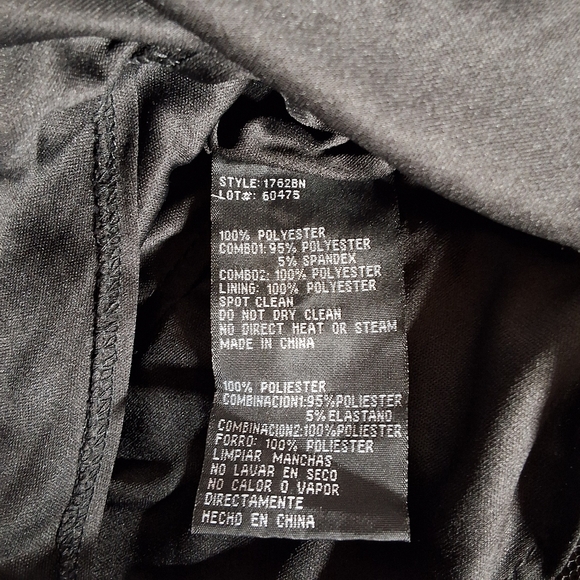 STYLE: 1762BN
LOT#: 60475
100% POLYESTER
COMBO1: 95% POLYESTER
5% SPANDEX
COMBO2: 100% POLYESTER
LINING: 100% POLYESTER
SPOT CLEAN
DO NOT DRY CLEAN
NO DIRECT HEAT OR STEAM
MADE IN CHINA
100% POLIESTER
COMBINACION1:95%POLIESTER
5%ELASTANO
COMBINACION2:100%POLIESTER
FORRO: 100% POLIESTER
LIMPIAR MANCHAS
NO LAVAR EN SECO
NO CALOR O VAPOR
DIRECTAMENTE
HECHO EN CHINA